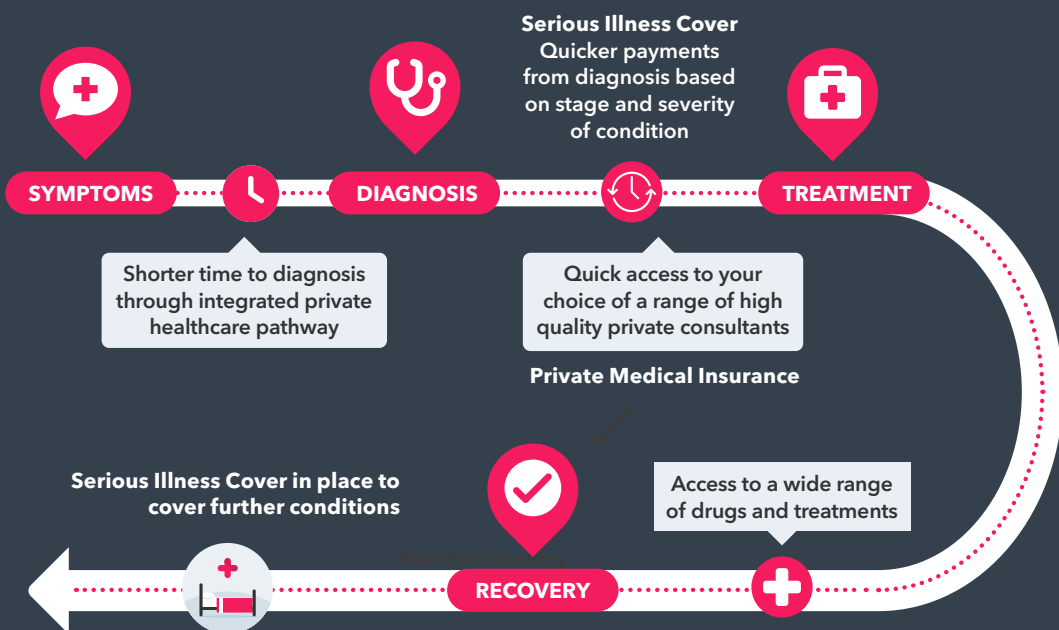 Serious Illness Cover
Quicker payments
from diagnosis based
on stage and severity
of condition
SYMPTOMS
DIAGNOSIS
TREATMENT
Shorter time to diagnosis
through integrated private
healthcare pathway
Quick access to your
choice of a range of high
quality private consultants
Private Medical Insurance
Serious Illness Cover in place to
cover further conditions
Access to a wide range
of drugs and treatments
RECOVERY